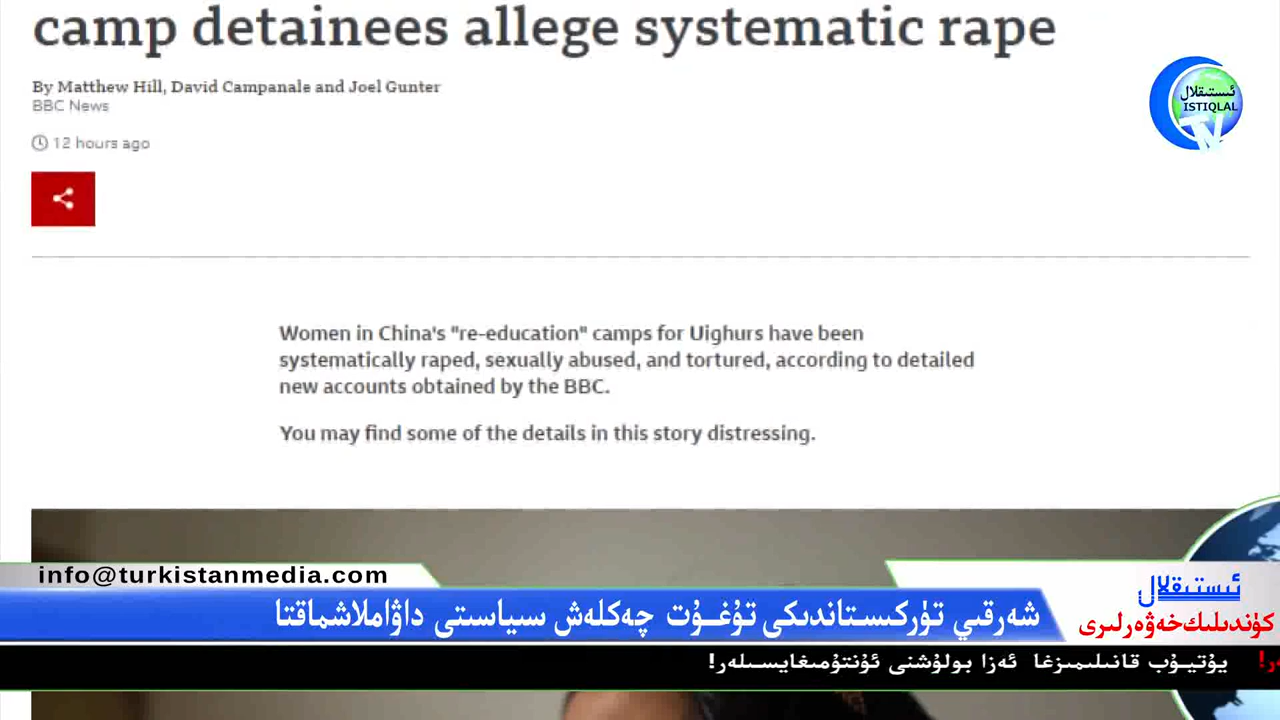 camp detainees allege systematic rape
By Matthew Hill, David Campanale and Joel Gunter
BBC News
12 hours ago
ئىستىقلال
ISTIQLAL
TV
Women in China's "re-education" camps for Uighurs have been
systematically raped, sexually abused, and tortured, according to detailed
new accounts obtained by the BBC.
You may find some of the details in this story distressing.
info@turkistanmedia.com
ئىستىقلال
شەرقىي تۈركىستاندىكى تۇغۇت چەكلەش سىياسىتى داۋاملاشماقتا
كۈندىلىك خەۋەرلىرى
يۇتيۇب قانىلىمىزغا ئەزا بولۇشنى ئۇنتۇمىغايسىلەر!